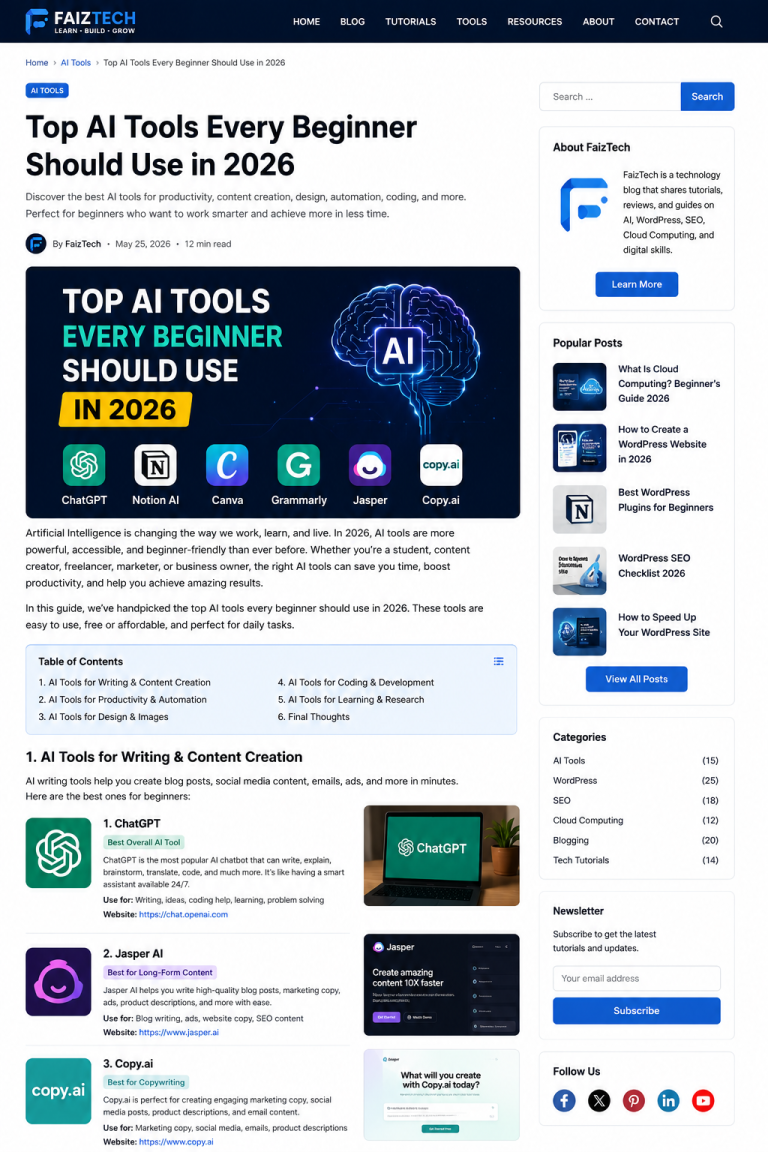 FAIZTECH
LEARN • BUILD • GROW
HOME
BLOG
TUTORIALS
TOOLS
RESOURCES
ABOUT
CONTACT
Home › AI Tools › Top AI Tools Every Beginner Should Use in 2026
AI TOOLS
Top AI Tools Every Beginner
Should Use in 2026
Discover the best AI tools for productivity, content creation, design, automation, coding, and more.
Perfect for beginners who want to work smarter and achieve more in less time.
By FaizTech • May 25, 2026 • 12 min read
TOP AI TOOLS
EVERY BEGINNER
SHOULD USE
IN 2026
AI
copy.ai
ChatGPT
Notion AI
Canva
Grammarly
Jasper
Copy.ai
Artificial Intelligence is changing the way we work, learn, and live. In 2026, AI tools are more
powerful, accessible, and beginner-friendly than ever before. Whether you're a student, content
creator, freelancer, marketer, or business owner, the right AI tools can save you time, boost
productivity, and help you achieve amazing results.
In this guide, we've handpicked the top AI tools every beginner should use in 2026. These tools are
easy to use, free or affordable, and perfect for daily tasks.
Table of Contents
1. AI Tools for Writing & Content Creation
2. AI Tools for Productivity & Automation
3. AI Tools for Design & Images
4. AI Tools for Coding & Development
5. AI Tools for Learning & Research
6. Final Thoughts
1. AI Tools for Writing & Content Creation
AI writing tools help you create blog posts, social media content, emails, ads, and more in minutes.
Here are the best ones for beginners:
1. ChatGPT
Best Overall AI Tool
ChatGPT is the most popular AI chatbot that can write, explain,
brainstorm, translate, code, and much more. It's like having a smart
assistant available 24/7.
Use for: Writing, ideas, coding help, learning, problem solving
Website: https://chat.openai.com
ChatGPT
2. Jasper AI
Best for Long-Form Content
Jasper AI helps you write high-quality blog posts, marketing copy,
ads, product descriptions, and more with ease.
Use for: Blog writing, ads, website copy, SEO content
Website: https://www.jasper.ai
Jasper
Create amazing
content 10X faster
copy.ai
3. Copy.ai
Best for Copywriting
Copy.ai is perfect for creating engaging marketing copy, social
media posts, product descriptions, and email content.
Use for: Marketing copy, social media, emails, product descriptions
Website: https://www.copy.ai
What will you create
with Copy.ai today?
Search ...
Search
About FaizTech
FaizTech is a technology
blog that shares tutorials,
reviews, and guides on
AI, WordPress, SEO,
Cloud Computing, and
digital skills.
Learn More
Popular Posts
What Is Cloud
Computing? Beginner's
Guide 2026
How to Create a
WordPress Website
in 2026
Best WordPress
Plugins for Beginners
WordPress SEO
Checklist 2026
How to Speed Up
Your WordPress Site
View All Posts
Categories
AI Tools (15)
WordPress (25)
SEO (18)
Cloud Computing (12)
Blogging (20)
Tech Tutorials (14)
Newsletter
Subscribe to get the latest
tutorials and updates.
Your email address
Subscribe
Follow Us